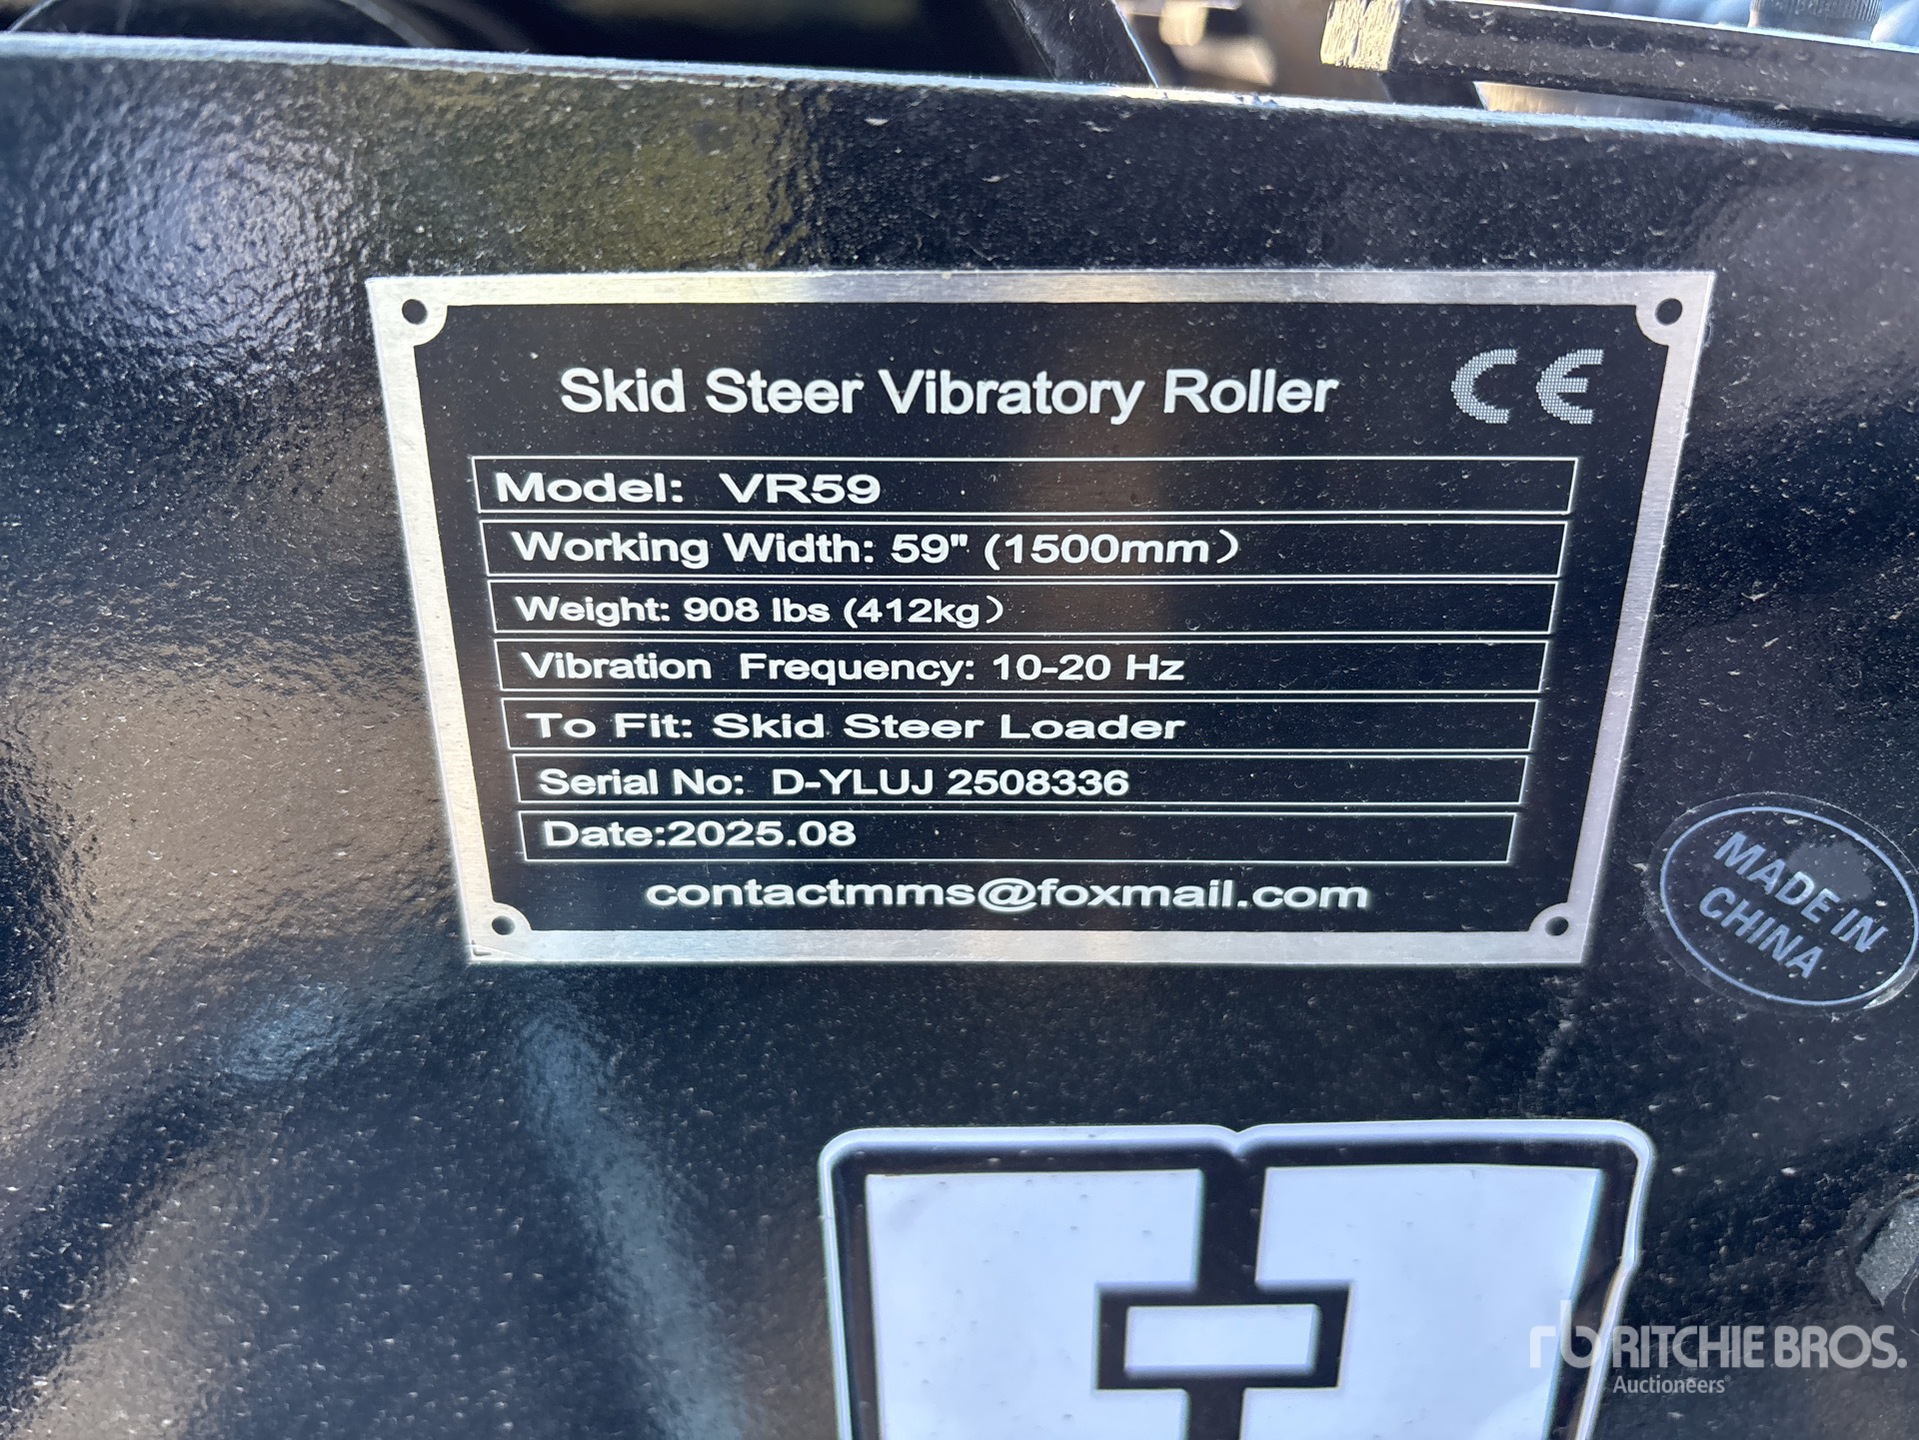 Skid Steer Vibratory Roller CE
Model: VR59
Working Width: 59" (1500mm）
Weight: 908 lbs (412kg）
Vibration Frequency: 10-20 Hz
To Fit: Skid Steer Loader
Serial No: D-YLUJ 2508336
Date:2025.08
contactmms@foxmail.com
MADE IN
CHINA
rb RITCHIE BROS.
Auctioneers